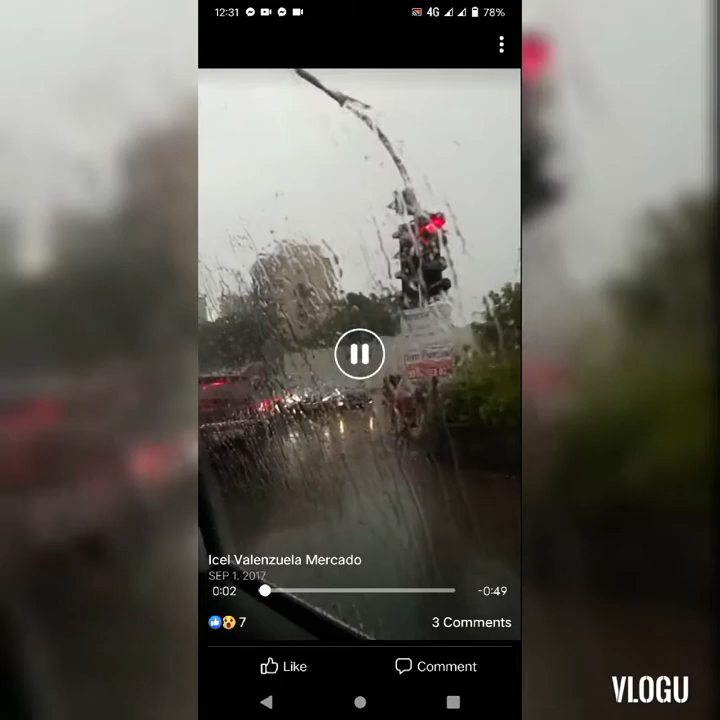 12:31
4G
78%
Icel Valenzuela Mercado
SEP 1, 2017
0:02
-0:49
7
3 Comments
Like
Comment
VLOGU